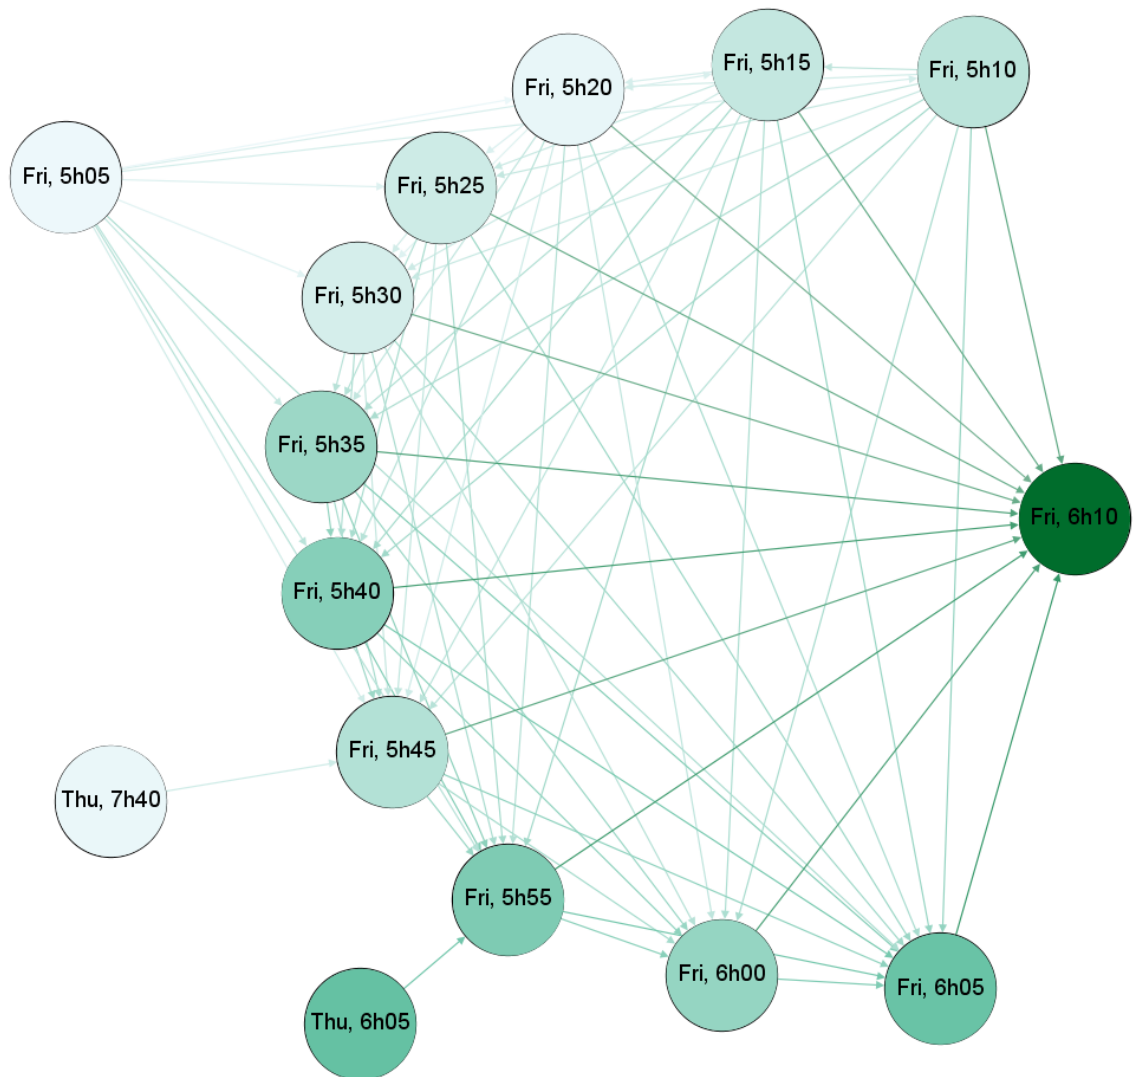 Fri, 5h15
Fri, 5h10
Fri, 5h20
Fri, 5h05
Fri, 5h25
Fri, 5h30
Fri, 5h35
Fri, 6h10
Fri, 5h40
Fri, 5h45
Thu, 7h40
Fri, 5h55
Fri, 6h00
Fri, 6h05
Thu, 6h05